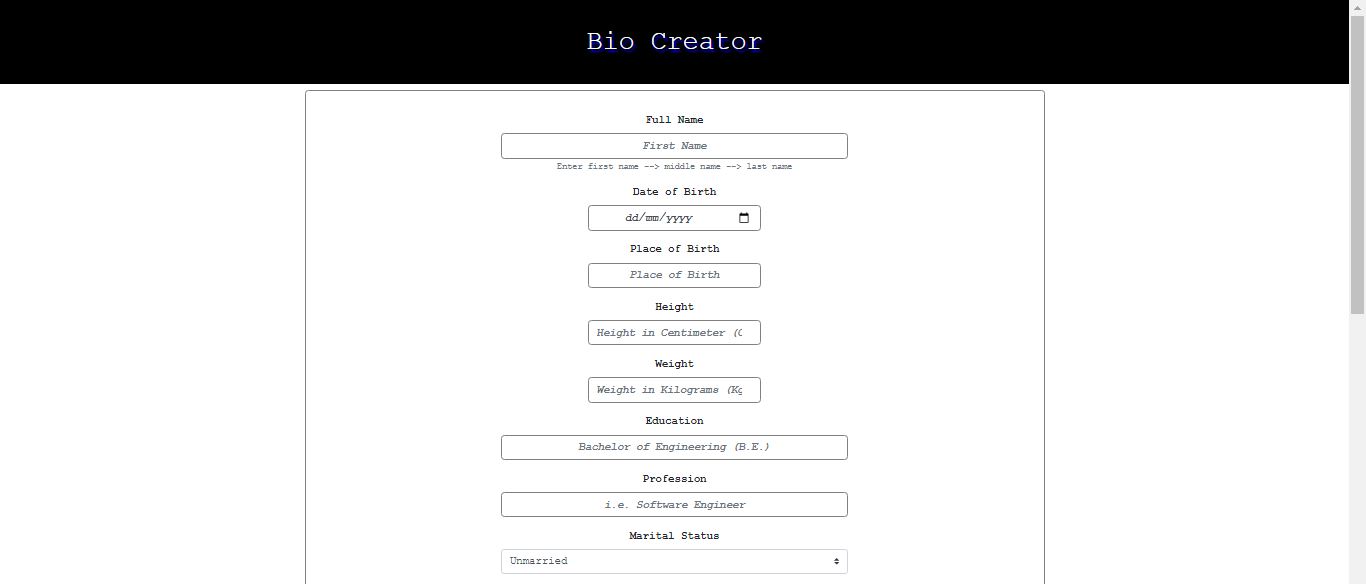 Bio Creator
Full Name
First Name
Enter first name --> middle name --> last name
Date of Birth
dd/mm/yyyy
Place of Birth
Place of Birth
Height
Height in Centimeter (
Weight
Weight in Kilograms (Kg
Education
Bachelor of Engineering (B.E.)
Profession
i.e. Software Engineer
Marital Status
Unmarried